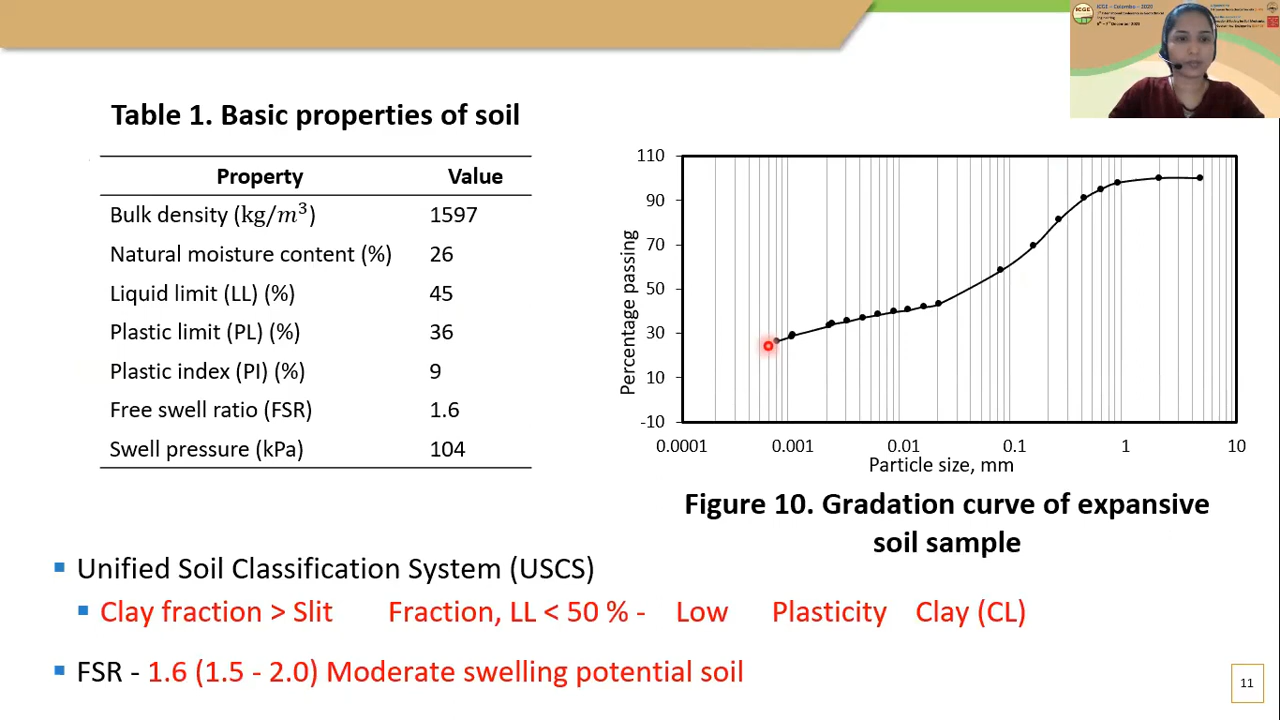 ICGE - Colombo - 2020
Table 1. Basic properties of soil
Property Value
Bulk density (kg/m³) 1597
Natural moisture content (%) 26
Liquid limit (LL) (%) 45
Plastic limit (PL) (%) 36
Plastic index (PI) (%) 9
Free swell ratio (FSR) 1.6
Swell pressure (kPa) 104
110
90
70
50
30
10
-10
Percentage passing
0.0001 0.001 0.01 0.1 1 10
Particle size, mm
Figure 10. Gradation curve of expansive
soil sample
Unified Soil Classification System (USCS)
Clay fraction > Slit Fraction, LL < 50 % - Low Plasticity Clay (CL)
FSR - 1.6 (1.5 - 2.0) Moderate swelling potential soil
11